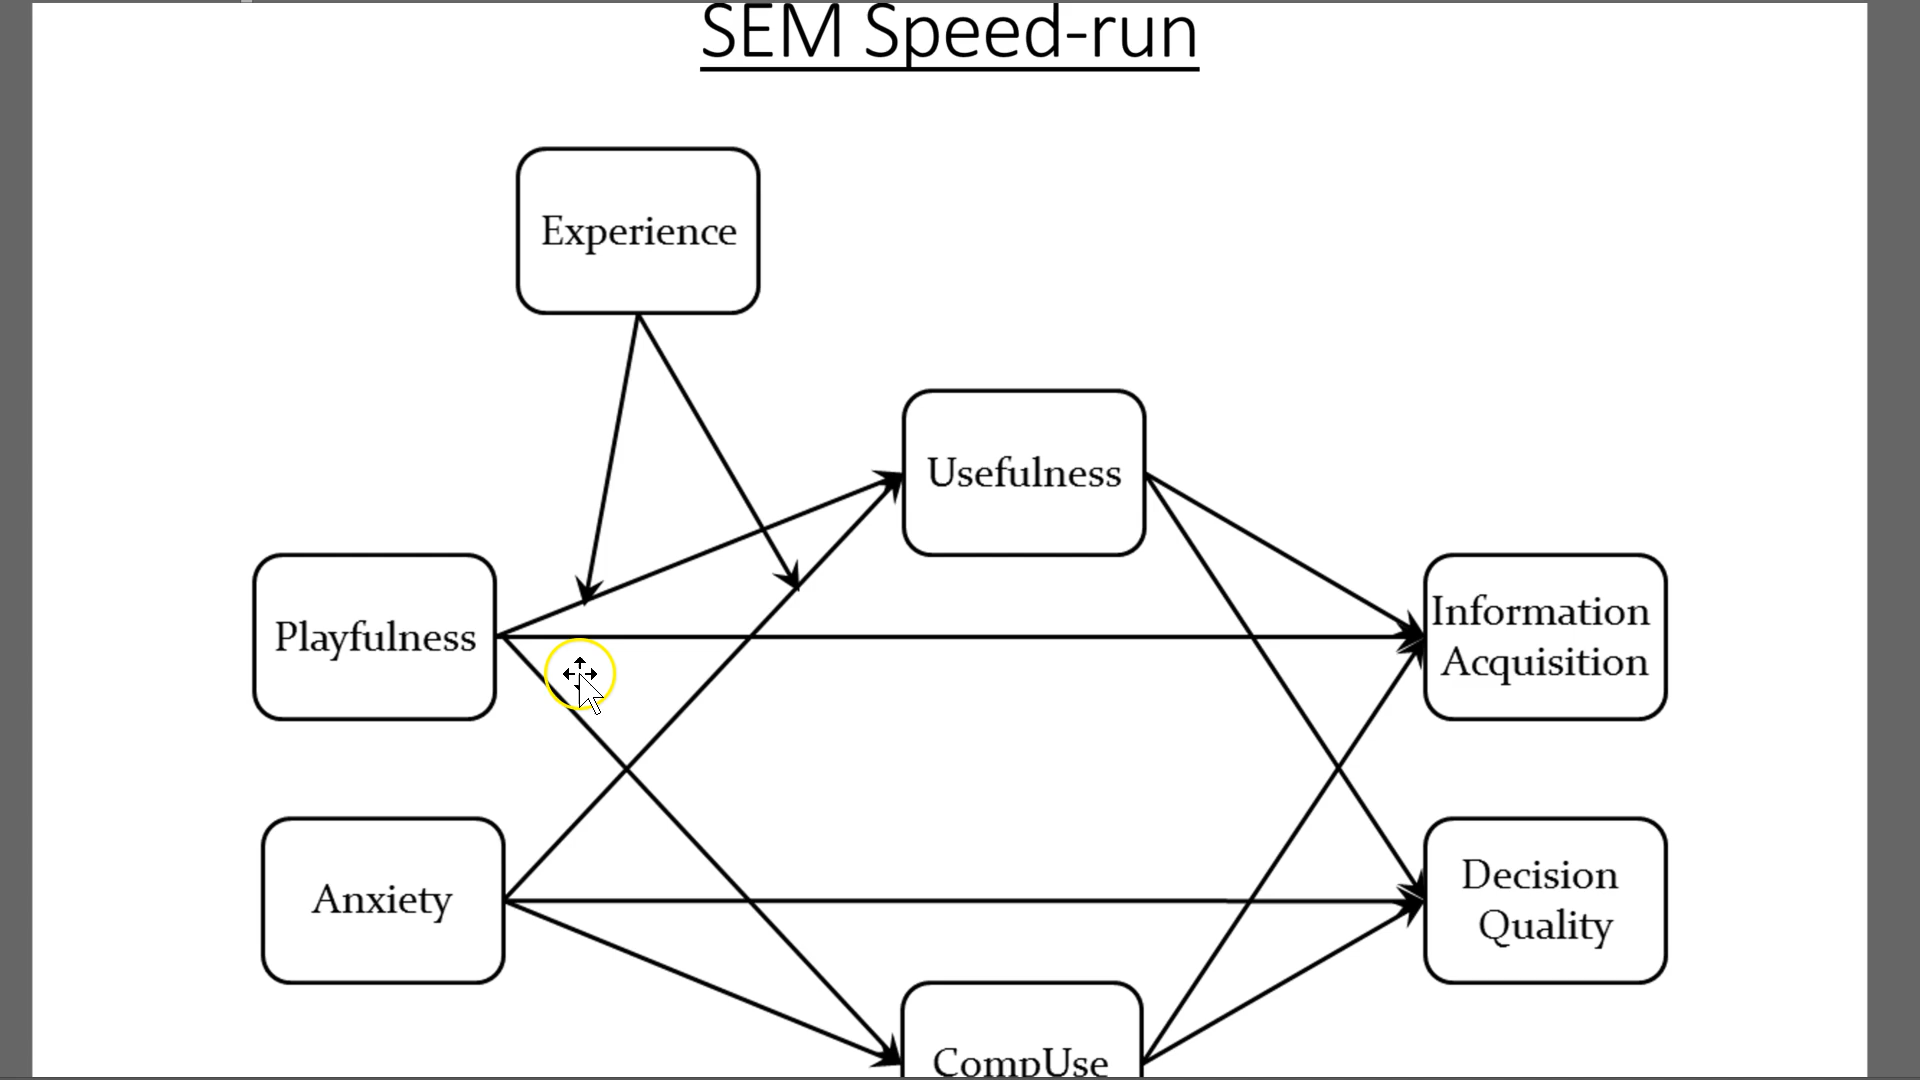 SEM Speed-run
Experience
Usefulness
Playfulness
Information
Acquisition
Anxiety
Decision
Quality
CompUse